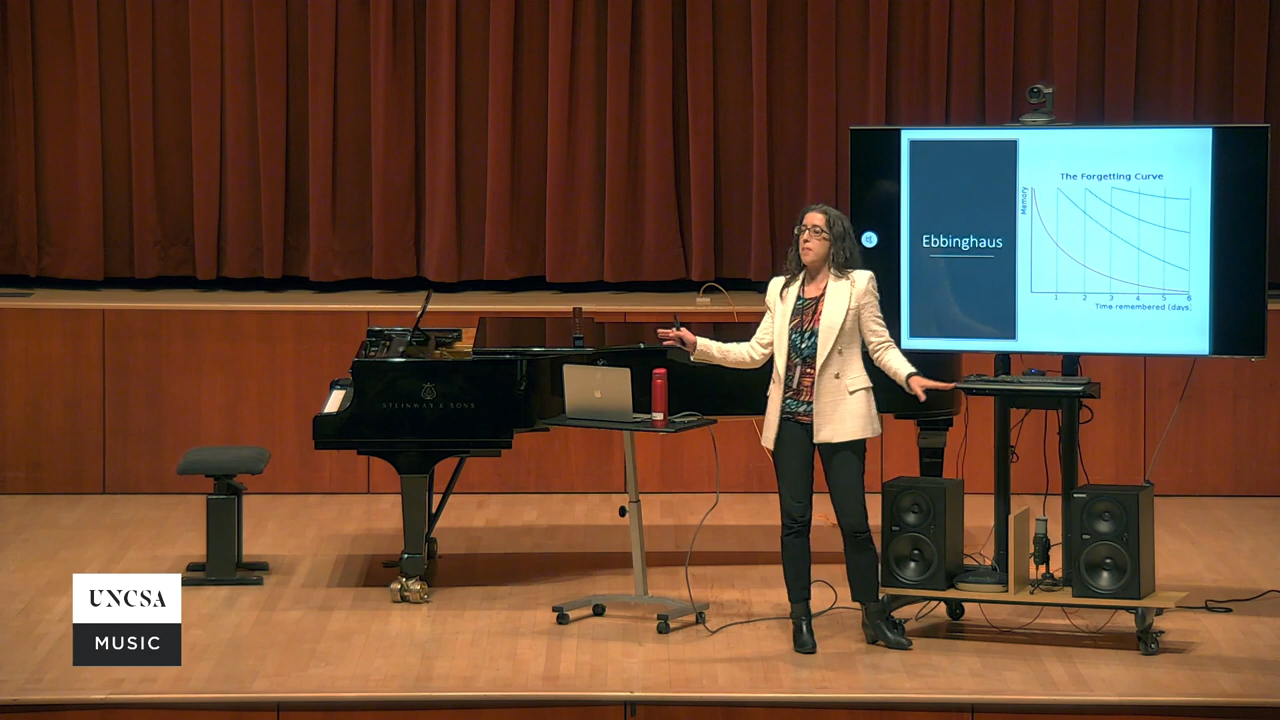 The Forgetting Curve
Memory
Ebbinghaus
1 2 3 4 5 6
Time remembered (days)
STEINWAY & SONS
UNCSA
MUSIC